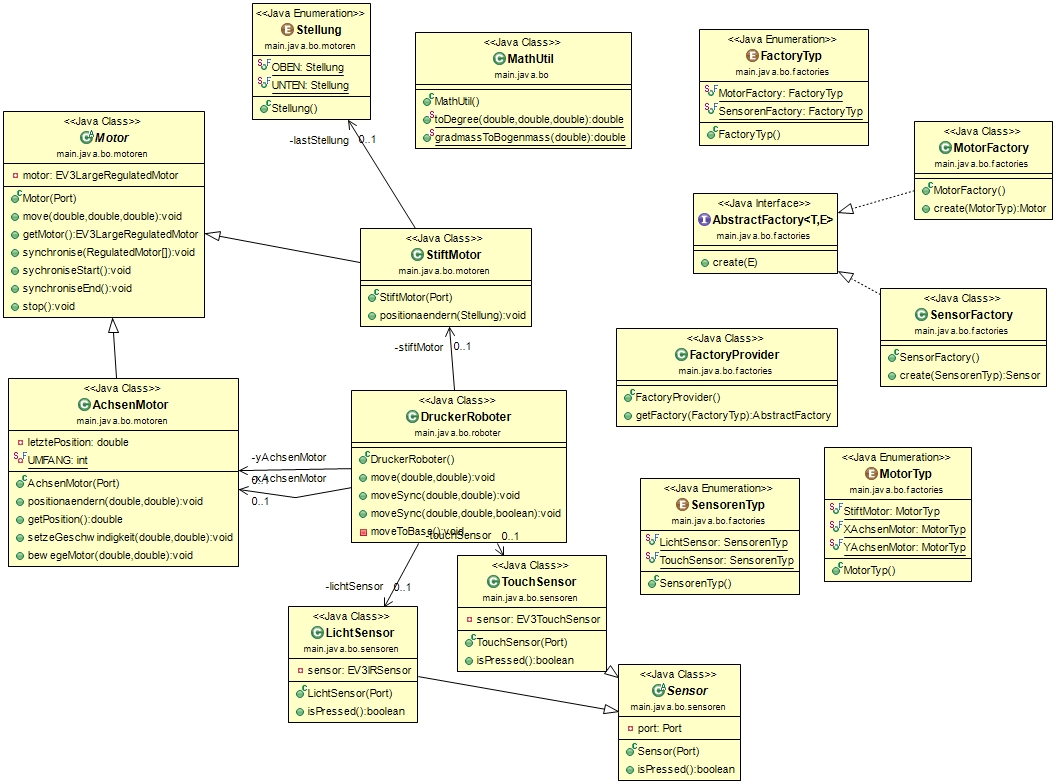 <<Java Enumeration>>
Stellung
main.java.bo.motoren
OBEN: Stellung
UNTEN: Stellung
Stellung()
<<Java Class>>
MathUtil
main.java.bo
MathUtil()
toDegree(double,double,double):double
gradmassToBogenmass(double):double
<<Java Enumeration>>
FactoryTyp
main.java.bo.factories
MotorFactory: FactoryTyp
SensorenFactory: FactoryTyp
FactoryTyp()
<<Java Class>>
Motor
main.java.bo.motoren
motor: EV3LargeRegulatedMotor
Motor(Port)
move(double,double,double):void
getMotor():EV3LargeRegulatedMotor
synchronise(RegulatedMotor[]):void
sychroniseStart():void
synchroniseEnd():void
stop():void
-lastStellung
0..1
<<Java Class>>
MotorFactory
main.java.bo.factories
MotorFactory()
create(MotorTyp):Motor
<<Java Interface>>
AbstractFactory<T,E>
main.java.bo.factories
create(E)
<<Java Class>>
StiftMotor
main.java.bo.motoren
StiftMotor(Port)
positionaendern(Stellung):void
<<Java Class>>
SensorFactory
main.java.bo.factories
SensorFactory()
create(SensorenTyp):Sensor
-stiftMotor
0..1
<<Java Class>>
FactoryProvider
main.java.bo.factories
FactoryProvider()
getFactory(FactoryTyp):AbstractFactory
<<Java Class>>
AchsenMotor
main.java.bo.motoren
letztePosition: double
UMFANG: int
AchsenMotor(Port)
positionaendern(double,double):void
getPosition():double
setzeGeschwindigkeit(double,double):void
bewegeMotor(double,double):void
-yAchsenMotor
0..1
-xAchsenMotor
0..1
<<Java Class>>
DruckerRoboter
main.java.bo.roboter
DruckerRoboter()
move(double,double):void
moveSync(double,double):void
moveSync(double,double,boolean):void
moveToBase():void
-touchSensor
0..1
<<Java Enumeration>>
SensorenTyp
main.java.bo.factories
LichtSensor: SensorenTyp
TouchSensor: SensorenTyp
SensorenTyp()
<<Java Enumeration>>
MotorTyp
main.java.bo.factories
StiftMotor: MotorTyp
XAchsenMotor: MotorTyp
YAchsenMotor: MotorTyp
MotorTyp()
-lichtSensor
0..1
<<Java Class>>
TouchSensor
main.java.bo.sensoren
sensor: EV3TouchSensor
TouchSensor(Port)
isPressed():boolean
<<Java Class>>
LichtSensor
main.java.bo.sensoren
sensor: EV3IRSensor
LichtSensor(Port)
isPressed():boolean
<<Java Class>>
Sensor
main.java.bo.sensoren
port: Port
Sensor(Port)
isPressed():boolean